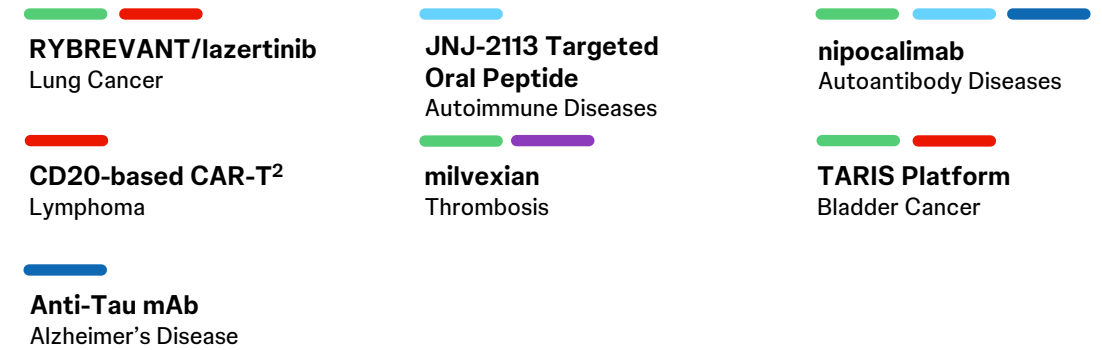 RYBREVANT/lazertinib
Lung Cancer
JNJ-2113 Targeted
Oral Peptide
Autoimmune Diseases
nipocalimab
Autoantibody Diseases
CD20-based CAR-T²
Lymphoma
milvexian
Thrombosis
TARIS Platform
Bladder Cancer
Anti-Tau mAb
Alzheimer’s Disease